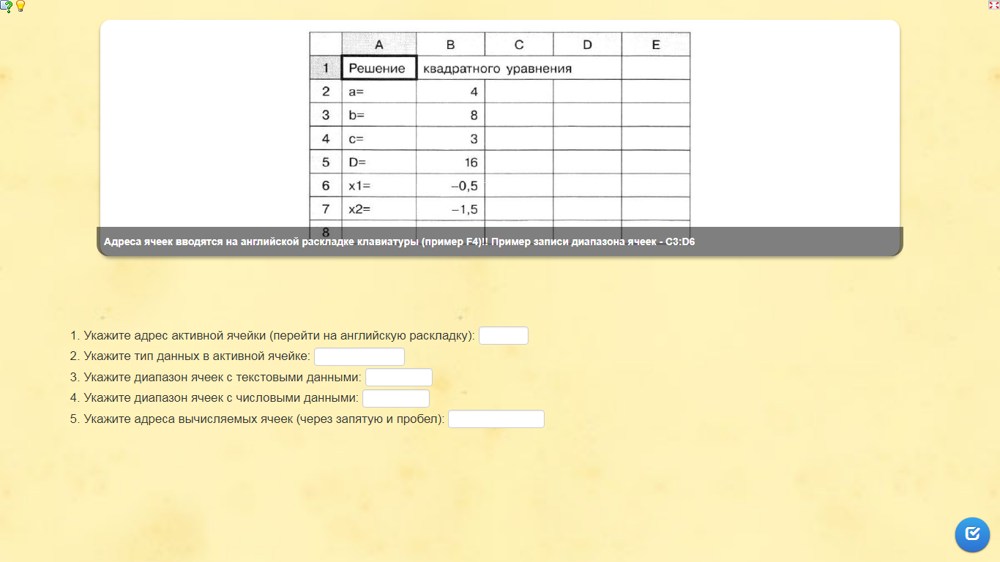 A B C D E
1 Решение квадратного уравнения
2 a= 4
3 b= 8
4 c= 3
5 D= 16
6 x1= –0,5
7 x2= –1,5
8
Адреса ячеек вводятся на английской раскладке клавиатуры (пример F4)!! Пример записи диапазона ячеек - C3:D6
1. Укажите адрес активной ячейки (перейти на английскую раскладку):
2. Укажите тип данных в активной ячейке:
3. Укажите диапазон ячеек с текстовыми данными:
4. Укажите диапазон ячеек с числовыми данными:
5. Укажите адреса вычисляемых ячеек (через запятую и пробел):